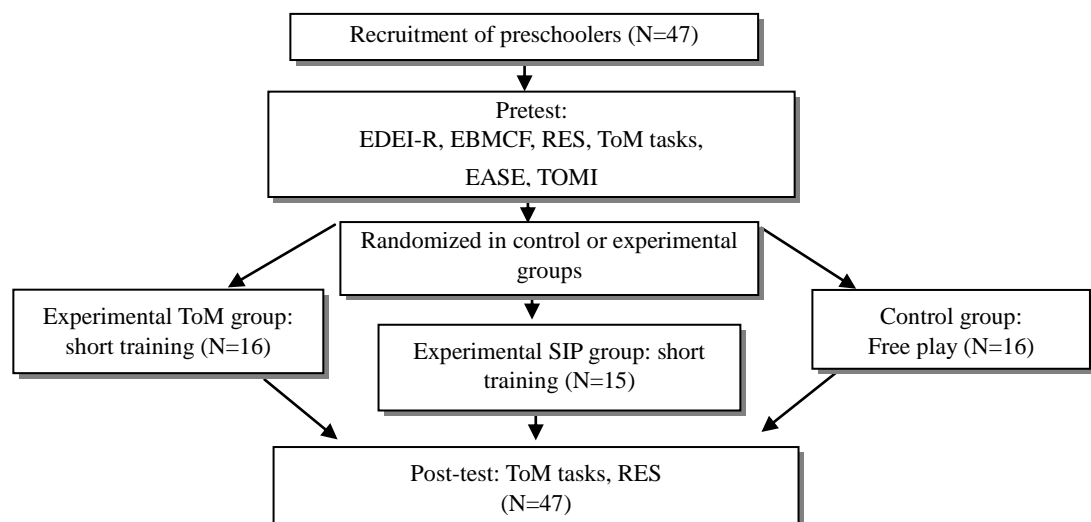 Recruitment of preschoolers (N=47)
Pretest:
EDEI-R, EBMCF, RES, ToM tasks,
EASE, TOMI
Randomized in control or experimental
groups
Experimental ToM group:
short training (N=16)
Experimental SIP group: short
training (N=15)
Control group:
Free play (N=16)
Post-test: ToM tasks, RES
(N=47)